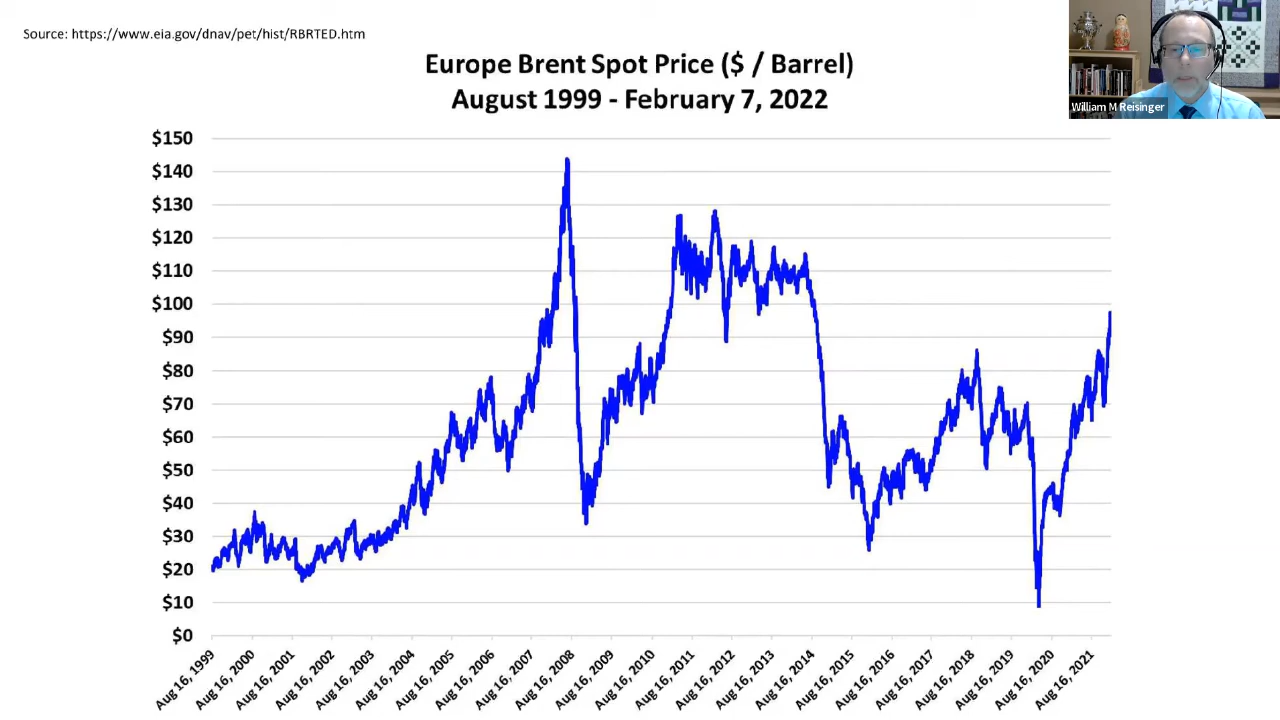 Source: https://www.eia.gov/dnav/pet/hist/RBRTED.htm
Europe Brent Spot Price ($ / Barrel)
August 1999 - February 7, 2022
William M Reisinger
$150
$140
$130
$120
$110
$100
$90
$80
$70
$60
$50
$40
$30
$20
$10
$0
Aug 16, 1999
Aug 16, 2000
Aug 16, 2001
Aug 16, 2002
Aug 16, 2003
Aug 16, 2004
Aug 16, 2005
Aug 16, 2006
Aug 16, 2007
Aug 16, 2008
Aug 16, 2009
Aug 16, 2010
Aug 16, 2011
Aug 16, 2012
Aug 16, 2013
Aug 16, 2014
Aug 16, 2015
Aug 16, 2016
Aug 16, 2017
Aug 16, 2018
Aug 16, 2019
Aug 16, 2020
Aug 16, 2021